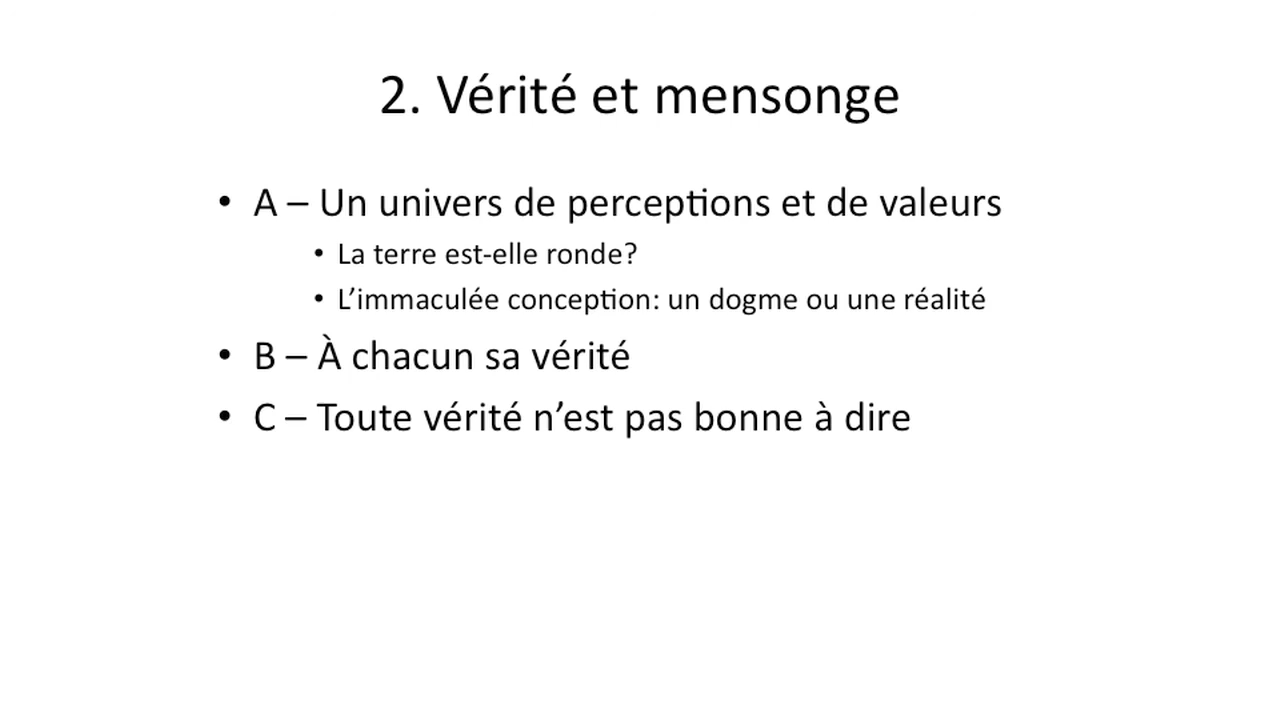 2. Vérité et mensonge
• A – Un univers de perceptions et de valeurs
• La terre est-elle ronde?
• L’immaculée conception: un dogme ou une réalité
• B – À chacun sa vérité
• C – Toute vérité n’est pas bonne à dire